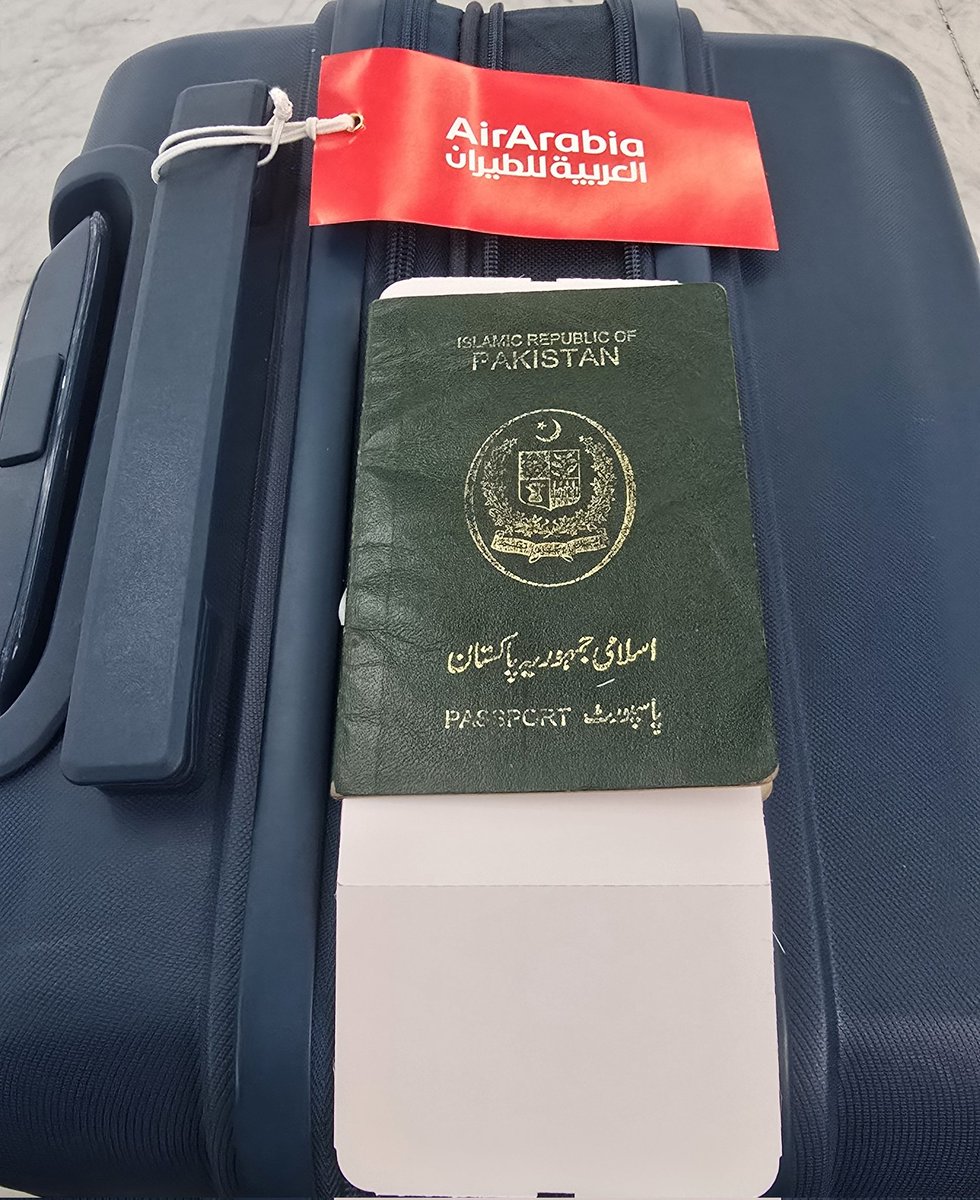 AirArabia
العربية للطيران
ISLAMIC REPUBLIC OF
PAKISTAN
اسلامی جمہوریہ پاکستان
PASSPORT پاسپورٹ